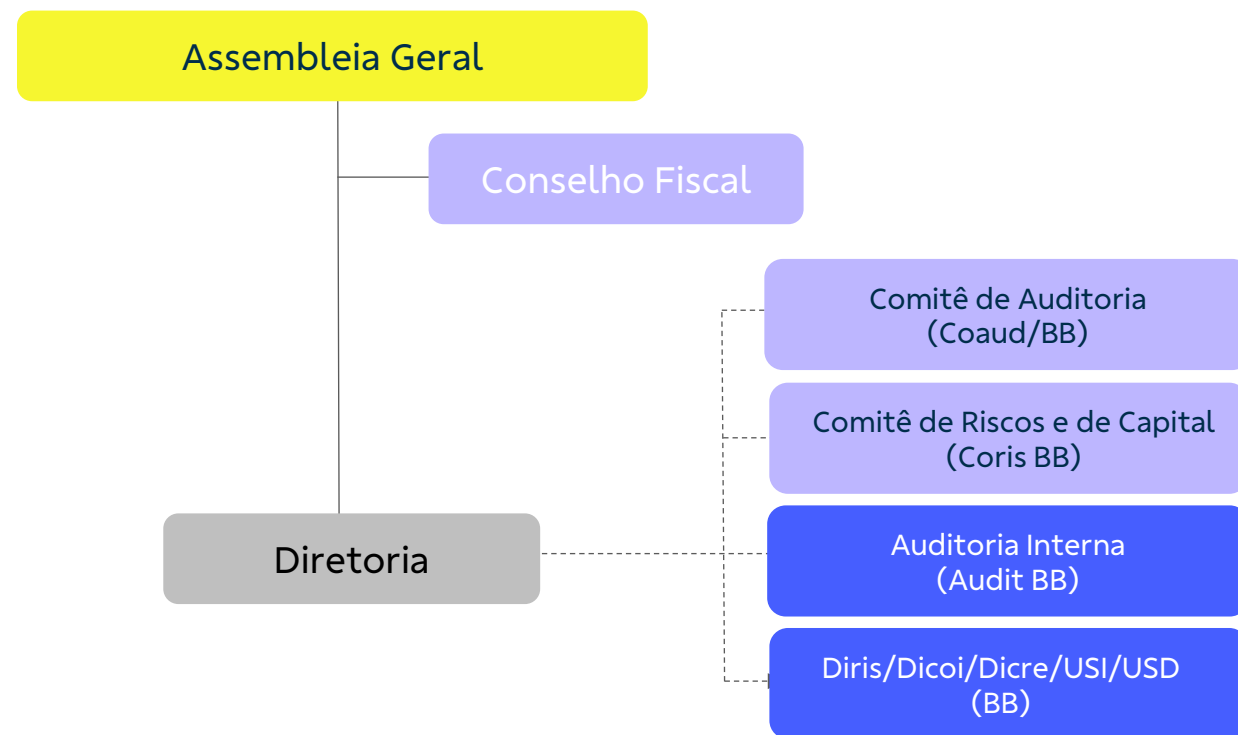 Assembleia Geral
Conselho Fiscal
Comitê de Auditoria
(Coaud/BB)
Comitê de Riscos e de Capital
(Coris BB)
Diretoria
Auditoria Interna
(Audit BB)
Diris/Dicoi/Dicre/USI/USD
(BB)